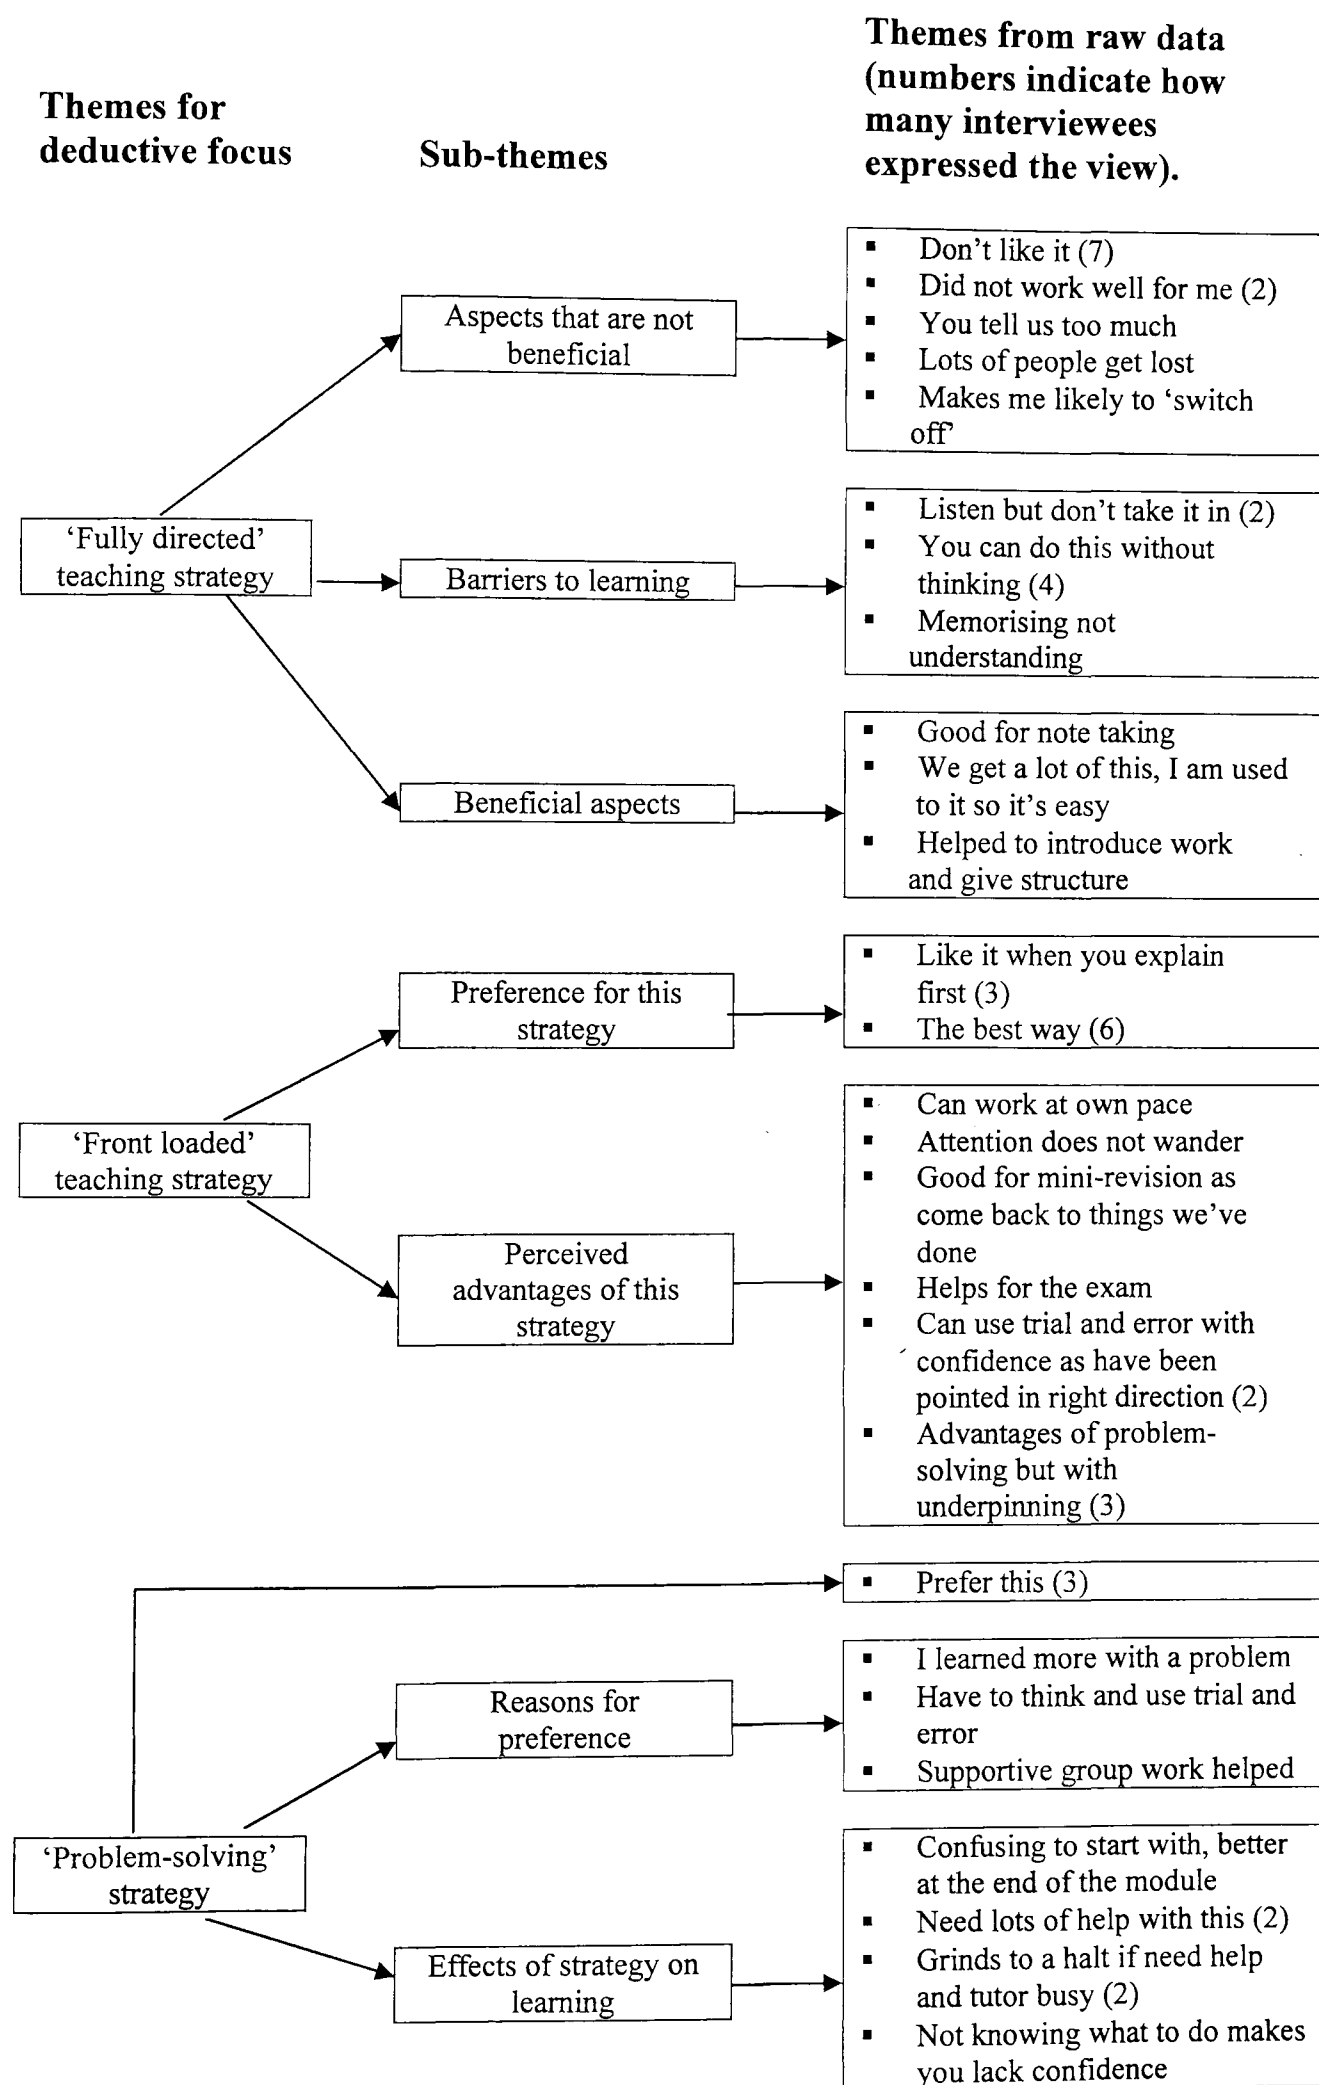 Themes for
deductive focus
Sub-themes
Themes from raw data
(numbers indicate how
many interviewees
expressed the view).
‘Fully directed’
teaching strategy
Aspects that are not
beneficial
▪ Don’t like it (7)
▪ Did not work well for me (2)
▪ You tell us too much
▪ Lots of people get lost
▪ Makes me likely to ‘switch
off’
Barriers to learning
▪ Listen but don’t take it in (2)
▪ You can do this without
thinking (4)
▪ Memorising not
understanding
Beneficial aspects
▪ Good for note taking
▪ We get a lot of this, I am used
to it so it’s easy
▪ Helped to introduce work
and give structure
‘Front loaded’
teaching strategy
Preference for this
strategy
▪ Like it when you explain
first (3)
▪ The best way (6)
Perceived
advantages of this
strategy
▪ Can work at own pace
▪ Attention does not wander
▪ Good for mini-revision as
come back to things we’ve
done
▪ Helps for the exam
▪ Can use trial and error with
confidence as have been
pointed in right direction (2)
▪ Advantages of problem-
solving but with
underpinning (3)
‘Problem-solving’
strategy
▪ Prefer this (3)
Reasons for
preference
▪ I learned more with a problem
▪ Have to think and use trial and
error
▪ Supportive group work helped
Effects of strategy on
learning
▪ Confusing to start with, better
at the end of the module
▪ Need lots of help with this (2)
▪ Grinds to a halt if need help
and tutor busy (2)
▪ Not knowing what to do makes
you lack confidence